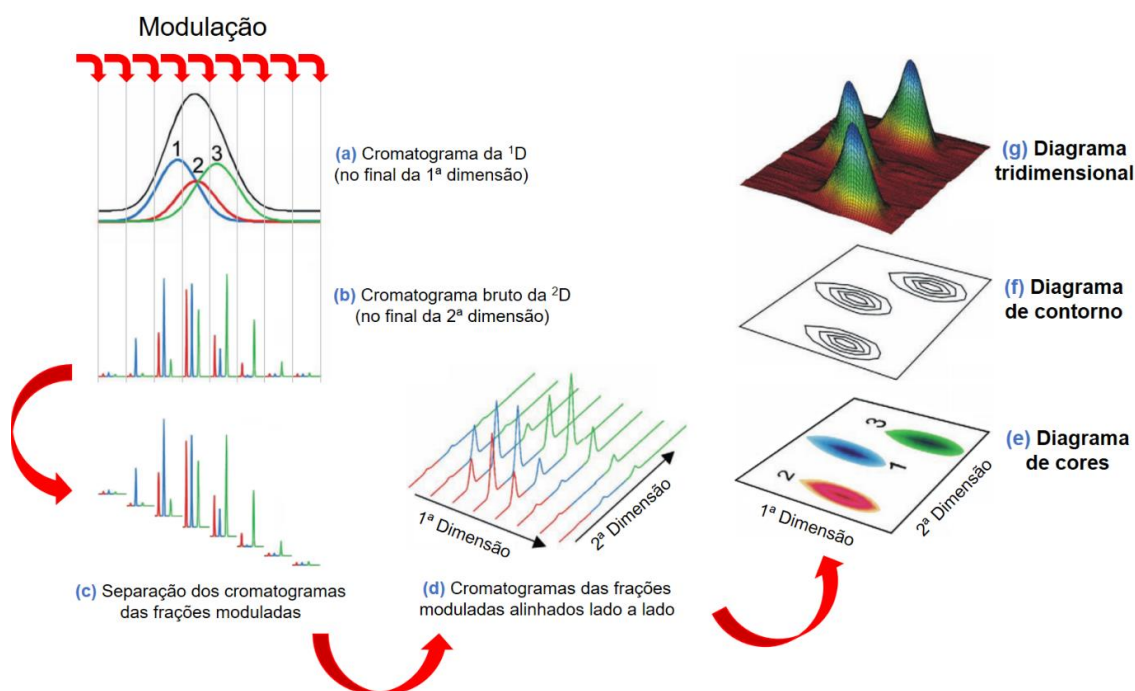 Modulação
1
2
3
(a) Cromatograma da ¹D
(no final da 1ª dimensão)
(b) Cromatograma bruto da ²D
(no final da 2ª dimensão)
(c) Separação dos cromatogramas
das frações moduladas
1ª Dimensão
2ª Dimensão
(d) Cromatogramas das frações
moduladas alinhados lado a lado
(g) Diagrama
tridimensional
(f) Diagrama
de contorno
3
1
2
1ª Dimensão
2ª Dimensão
(e) Diagrama
de cores